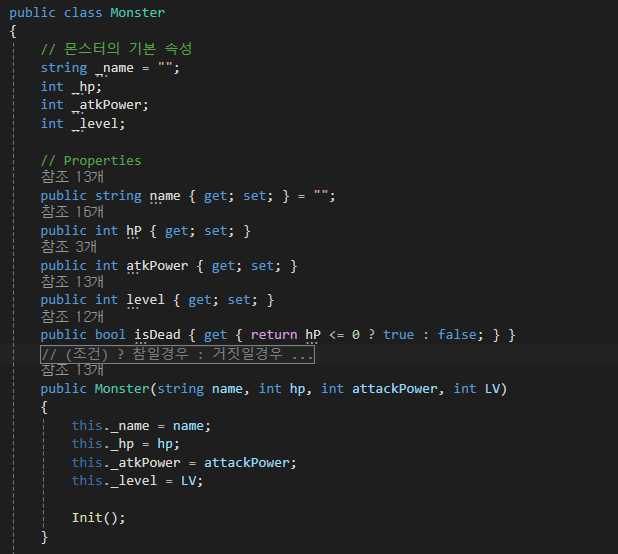 public class Monster
{
// 몬스터의 기본 속성
string _name = "";
int _hp;
int _atkPower;
int _level;
// Properties
참조 13개
public string name { get; set; } = "";
참조 16개
public int hP { get; set; }
참조 3개
public int atkPower { get; set; }
참조 13개
public int level { get; set; }
참조 12개
public bool isDead { get { return hP <= 0 ? true : false; } }
// (조건) ? 참일경우 : 거짓일경우 ...
참조 13개
public Monster(string name, int hp, int attackPower, int LV)
{
this._name = name;
this._hp = hp;
this._atkPower = attackPower;
this._level = LV;
Init();
}